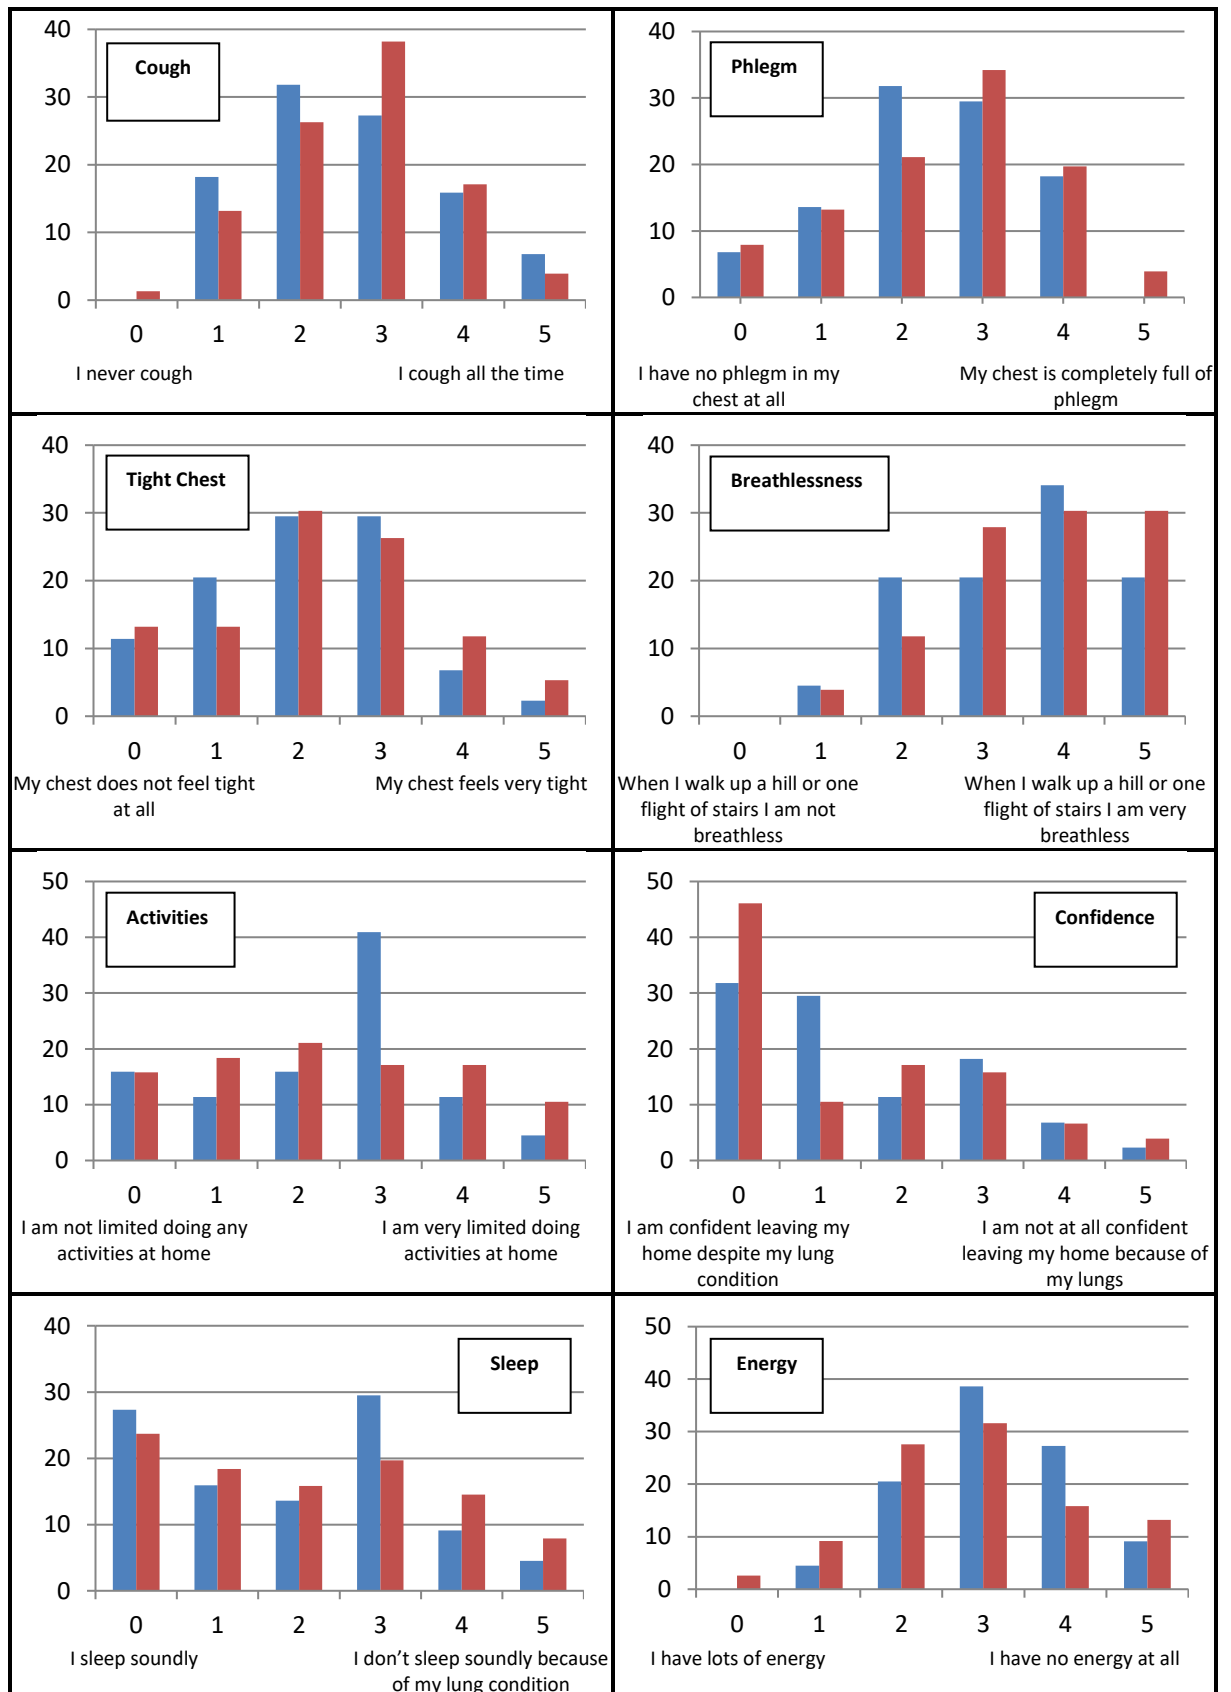 Cough
40
30
20
10
0
0 1 2 3 4 5
I never cough
I cough all the time
Phlegm
40
30
20
10
0
0 1 2 3 4 5
I have no phlegm in my
chest at all
My chest is completely full of
phlegm
Tight Chest
40
30
20
10
0
0 1 2 3 4 5
My chest does not feel tight
at all
My chest feels very tight
Breathlessness
40
30
20
10
0
0 1 2 3 4 5
When I walk up a hill or one
flight of stairs I am not
breathless
When I walk up a hill or one
flight of stairs I am very
breathless
Activities
50
40
30
20
10
0
0 1 2 3 4 5
I am not limited doing any
activities at home
I am very limited doing
activities at home
Confidence
50
40
30
20
10
0
0 1 2 3 4 5
I am confident leaving my
home despite my lung
condition
I am not at all confident
leaving my home because of
my lungs
Sleep
40
30
20
10
0
0 1 2 3 4 5
I sleep soundly
I don’t sleep soundly because
of my lung condition
Energy
50
40
30
20
10
0
0 1 2 3 4 5
I have lots of energy
I have no energy at all